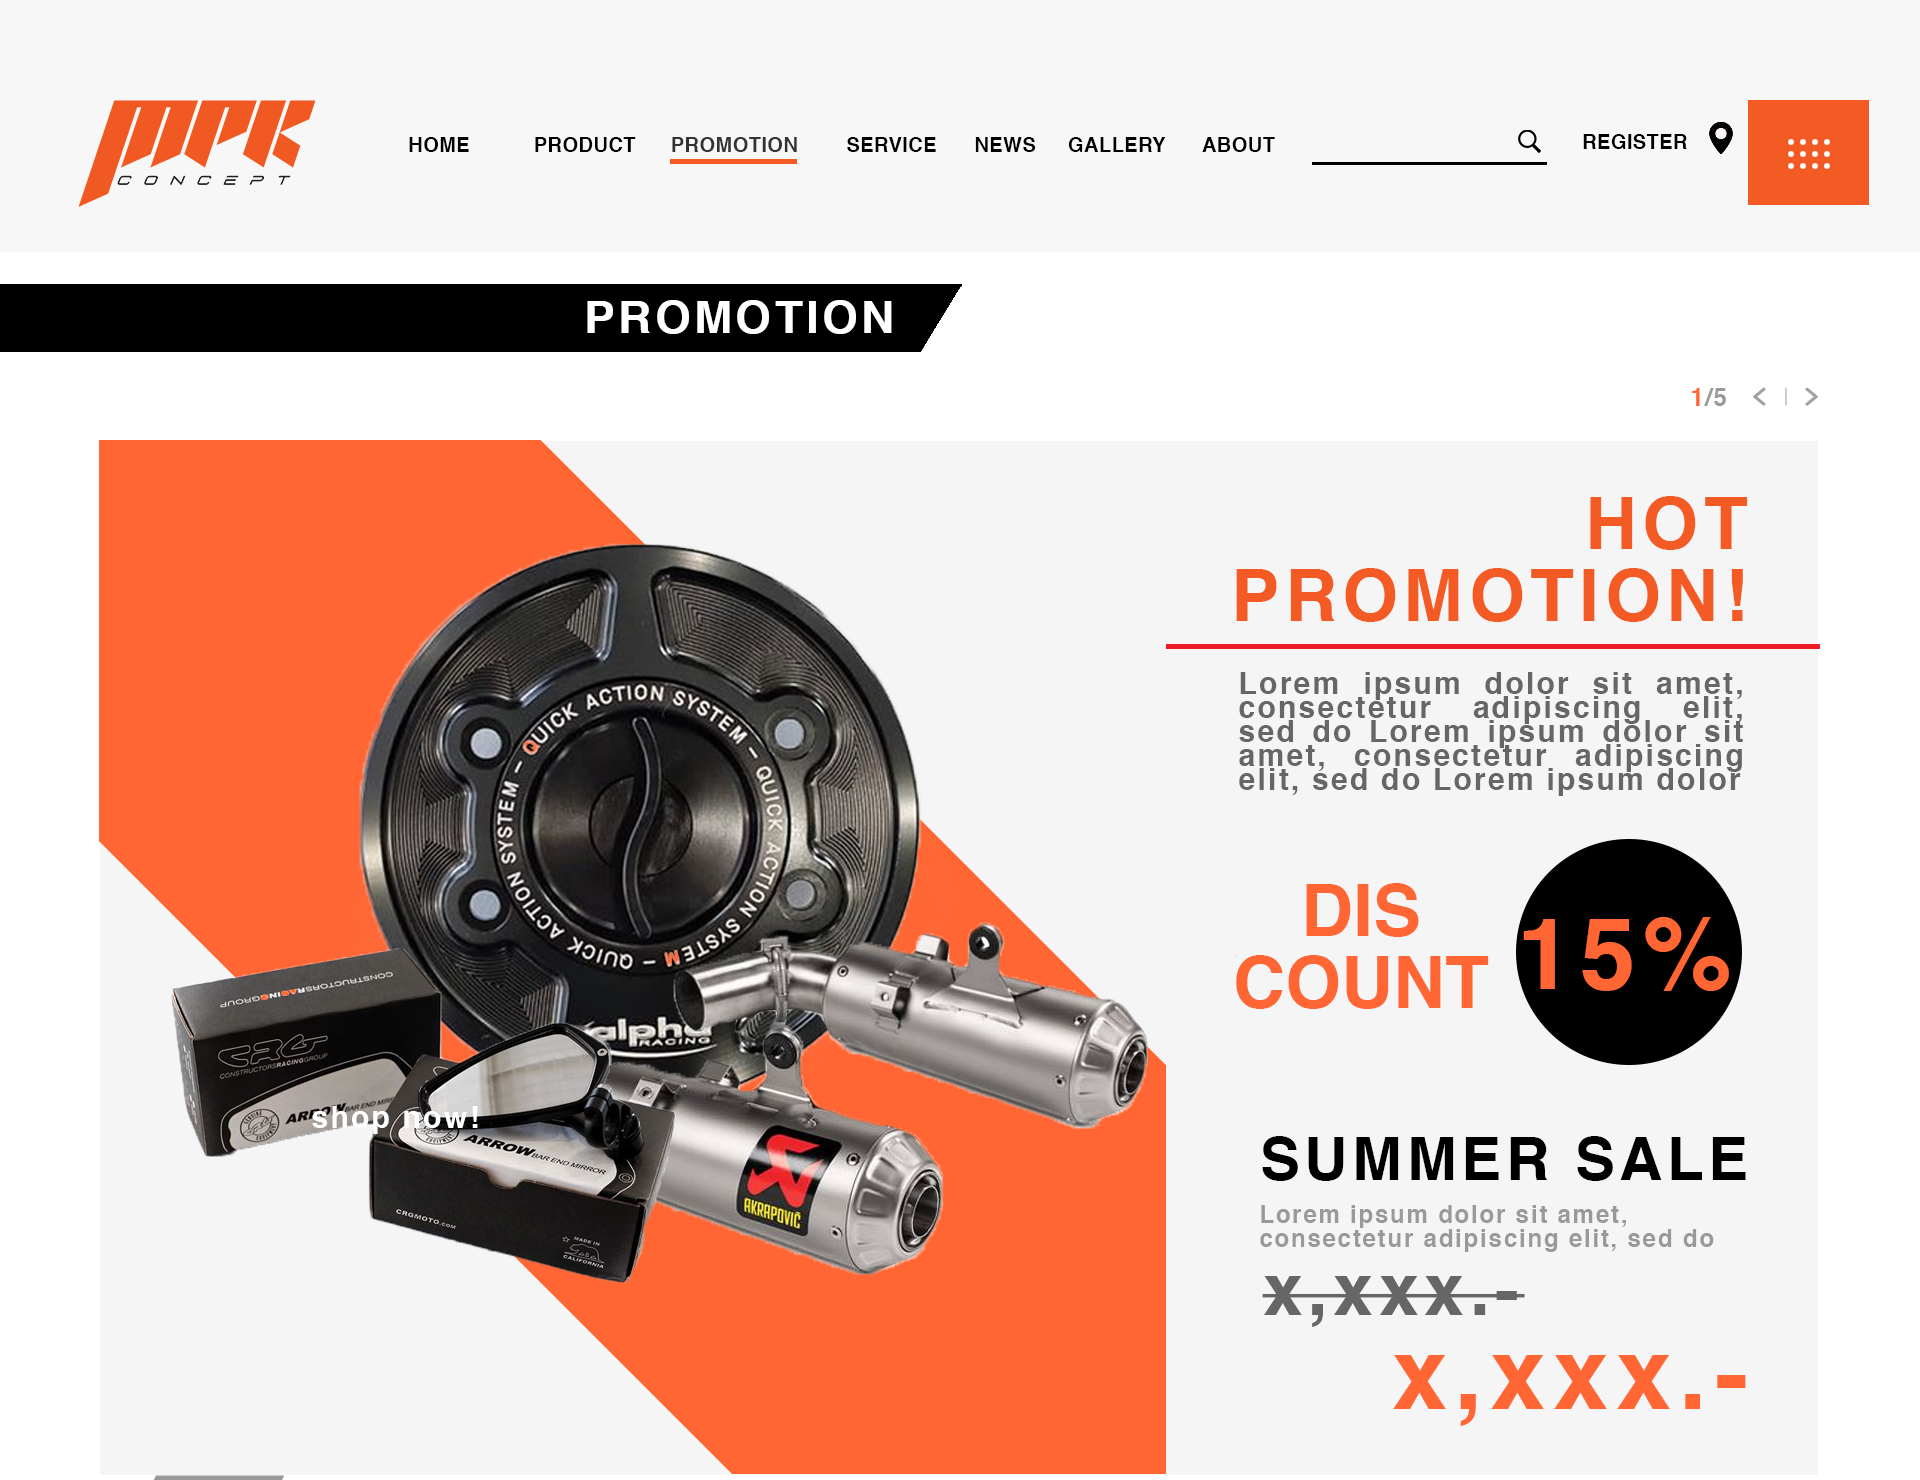 MPK
CONCEPT
HOME PRODUCT PROMOTION SERVICE NEWS GALLERY ABOUT REGISTER
PROMOTION
1/5 < | >
HOT
PROMOTION!
Lorem ipsum dolor sit amet,
consectetur adipiscing elit,
sed do Lorem ipsum dolor sit
amet, consectetur adipiscing
elit, sed do Lorem ipsum dolor
QUICK ACTION SYSTEM – QUICK ACTION SYSTEM – QUICK ACTION SYSTEM –
alpha
RACING
CONSTRUCTORSRACINGGROUP
CRG
CONSTRUCTORSRACINGGROUP
ARROW BAR END MIRR
shop now!
ARROW BAR END MIRROR
CRGMOTO.COM
MADE IN
CALIFORNIA
AKRAPOVIČ
DIS
COUNT
15%
SUMMER SALE
Lorem ipsum dolor sit amet,
consectetur adipiscing elit, sed do
x,xxx.-
x,xxx.-